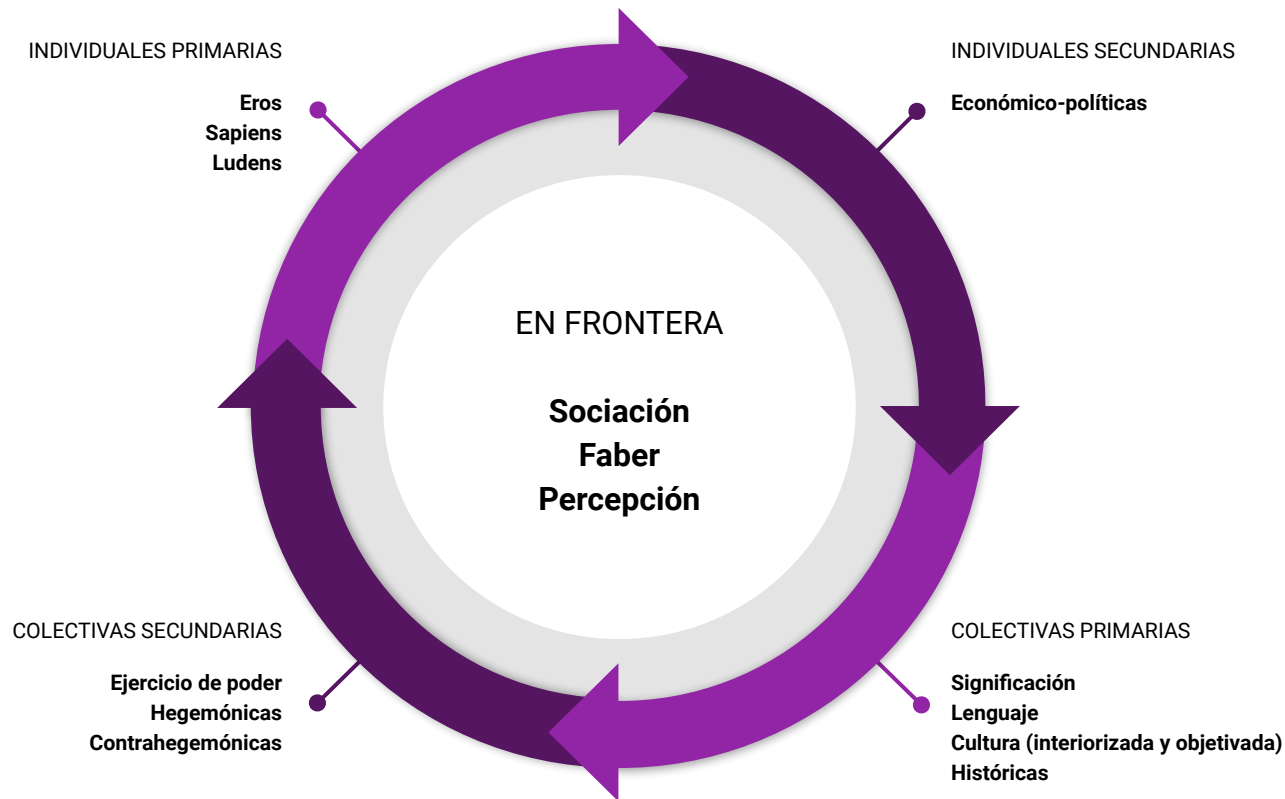 INDIVIDUALES PRIMARIAS
Eros
Sapiens
Ludens
INDIVIDUALES SECUNDARIAS
Económico-políticas
EN FRONTERA
Sociación
Faber
Percepción
COLECTIVAS SECUNDARIAS
Ejercicio de poder
Hegemónicas
Contrahegemónicas
COLECTIVAS PRIMARIAS
Significación
Lenguaje
Cultura (interiorizada y objetivada)
Históricas